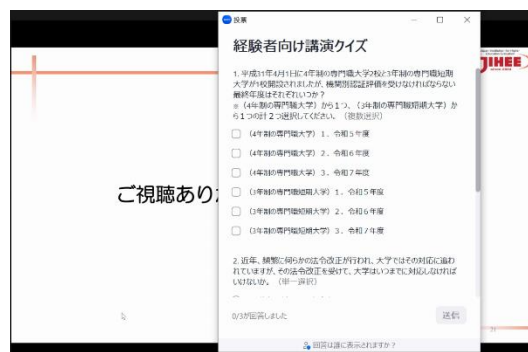 投票
経験者向け講演クイズ
1. 平成31年4月1日に4年制の専門職大学2校と3年制の専門職短期
大学が1校開設されましたが、機関別認証評価を受けなければならない
最終年度はそれぞれいつか？
※（4年制の専門職大学）から1つ、（3年制の専門職短期大学）か
ら1つの計2つ選択してください。（複数選択）
（4年制の専門職大学）1．令和5年度
（4年制の専門職大学）2．令和6年度
（4年制の専門職大学）3．令和7年度
（3年制の専門職短期大学）1．令和5年度
（3年制の専門職短期大学）2．令和6年度
（3年制の専門職短期大学）3．令和7年度
2. 近年、頻繁に何らかの法令改正が行われ、大学ではその対応に追わ
れていますが、その法令改正を受けて、大学はいつまでに対応しなければ
いけないか。（単一選択）
0/3が回答しました
送信
回答は誰に表示されますか？
ご視聴あり
JIHEE
31